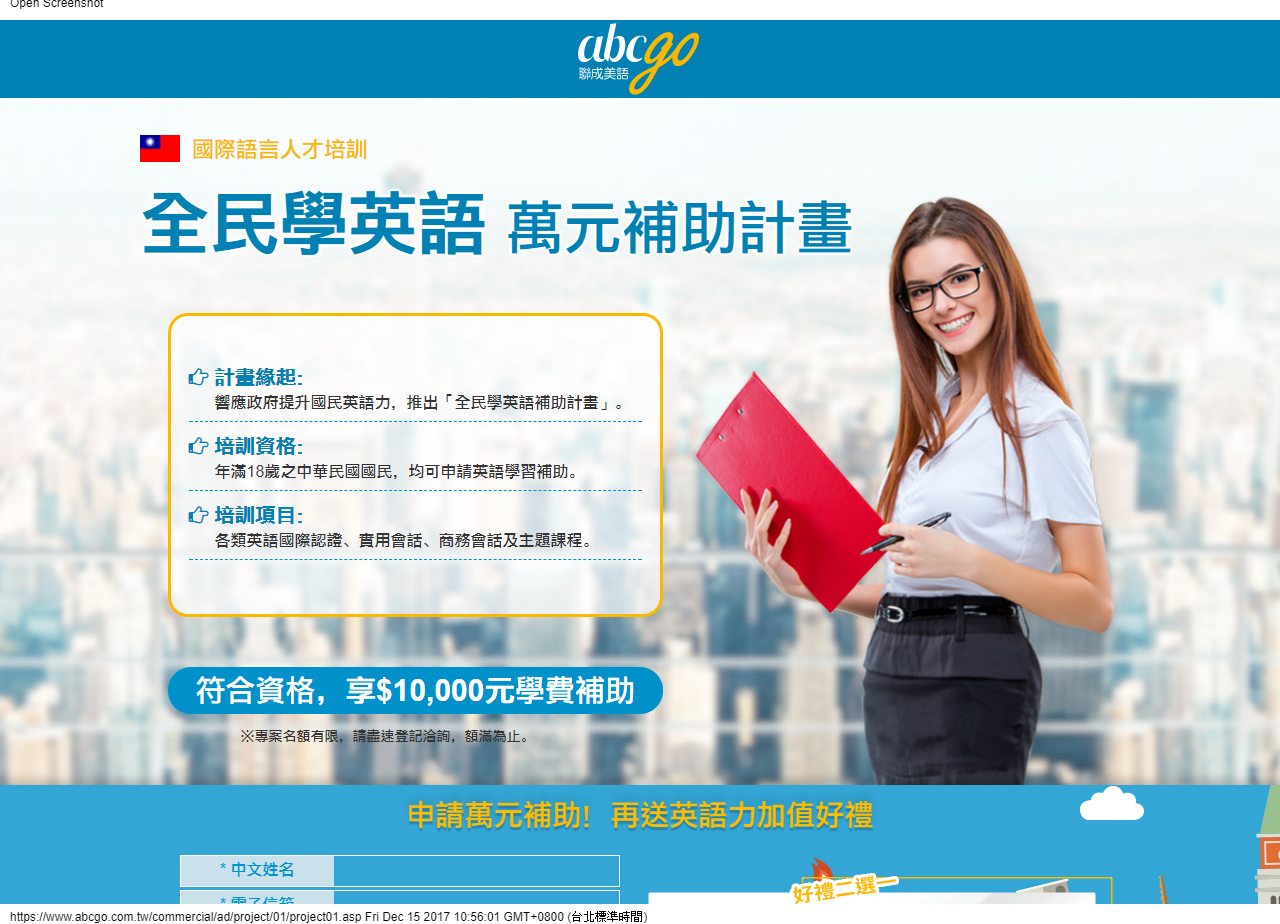 Open Screenshot
abcgo
聯成美語
國際語言人才培訓
全民學英語 萬元補助計畫
計畫緣起:
響應政府提升國民英語力，推出「全民學英語補助計畫」。
培訓資格:
年滿18歲之中華民國國民，均可申請英語學習補助。
培訓項目:
各類英語國際認證、實用會話、商務會話及主題課程。
符合資格，享$10,000元學費補助
※專案名額有限，請盡速登記洽詢，額滿為止。
申請萬元補助! 再送英語力加值好禮
* 中文姓名
好禮二選一
* 電子信箱
https://www.abcgo.com.tw/commercial/ad/project/01/project01.asp Fri Dec 15 2017 10:56:01 GMT+0800 (台北標準時間)